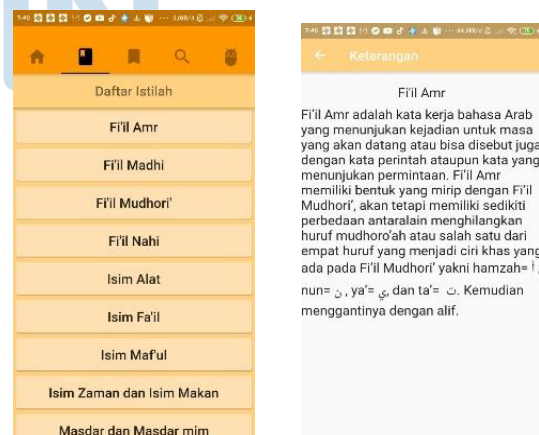 Daftar Istilah
Fi'il Amr
Fi'il Madhi
Fi'il Mudhori'
Fi'il Nahi
Isim Alat
Isim Fa'il
Isim Maf'ul
Isim Zaman dan Isim Makan
Masdar dan Masdar mim
Keterangan
Fi'il Amr
Fi'il Amr adalah kata kerja bahasa Arab
yang menunjukan kejadian untuk masa
yang akan datang atau bisa disebut juga
dengan kata perintah ataupun kata yang
menunjukan permintaan. Fi'il Amr
memiliki bentuk yang mirip dengan Fi'il
Mudhori', akan tetapi memiliki sedikiti
perbedaan antaralain menghilangkan
huruf mudhoro'ah atau salah satu dari
empat huruf yang menjadi ciri khas yang
ada pada Fi'il Mudhori' yakni hamzah= أ ,
nun= ن , ya'= ي, dan ta'= ت. Kemudian
menggantinya dengan alif.